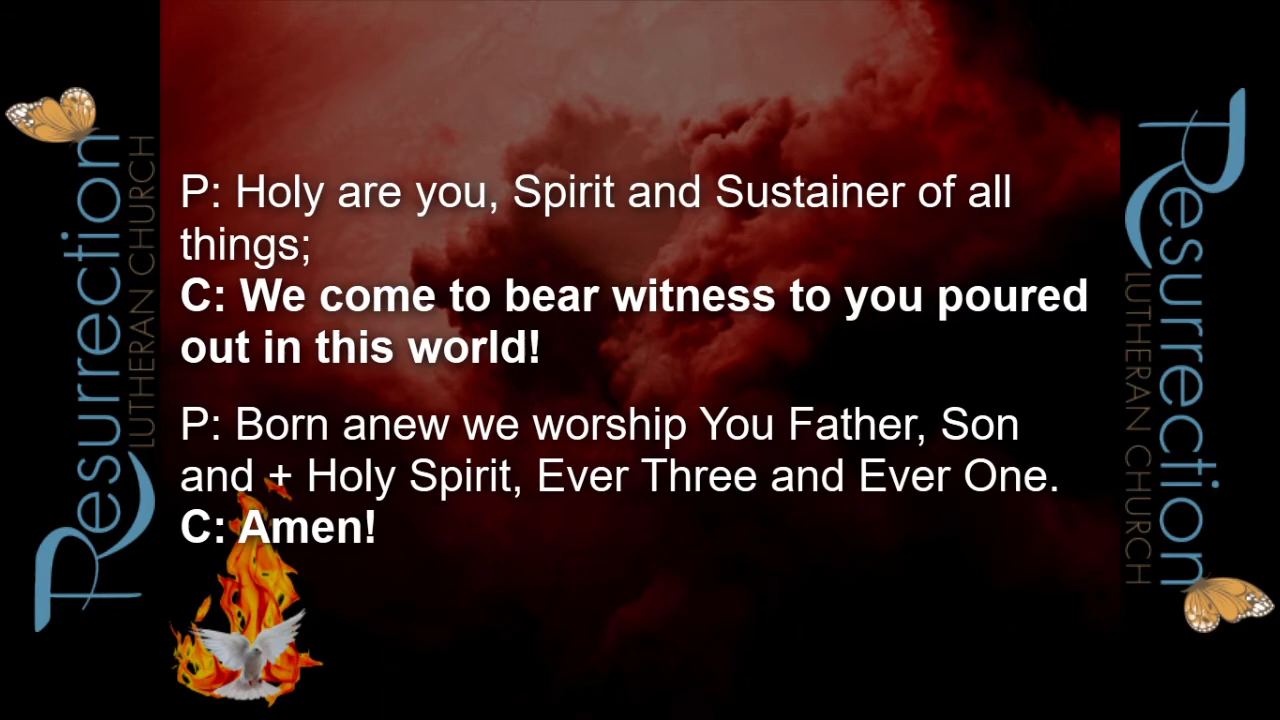 Resurrection
LUTHERAN CHURCH
P: Holy are you, Spirit and Sustainer of all
things;
C: We come to bear witness to you poured
out in this world!
P: Born anew we worship You Father, Son
and + Holy Spirit, Ever Three and Ever One.
C: Amen!
Resurrection
LUTHERAN CHURCH